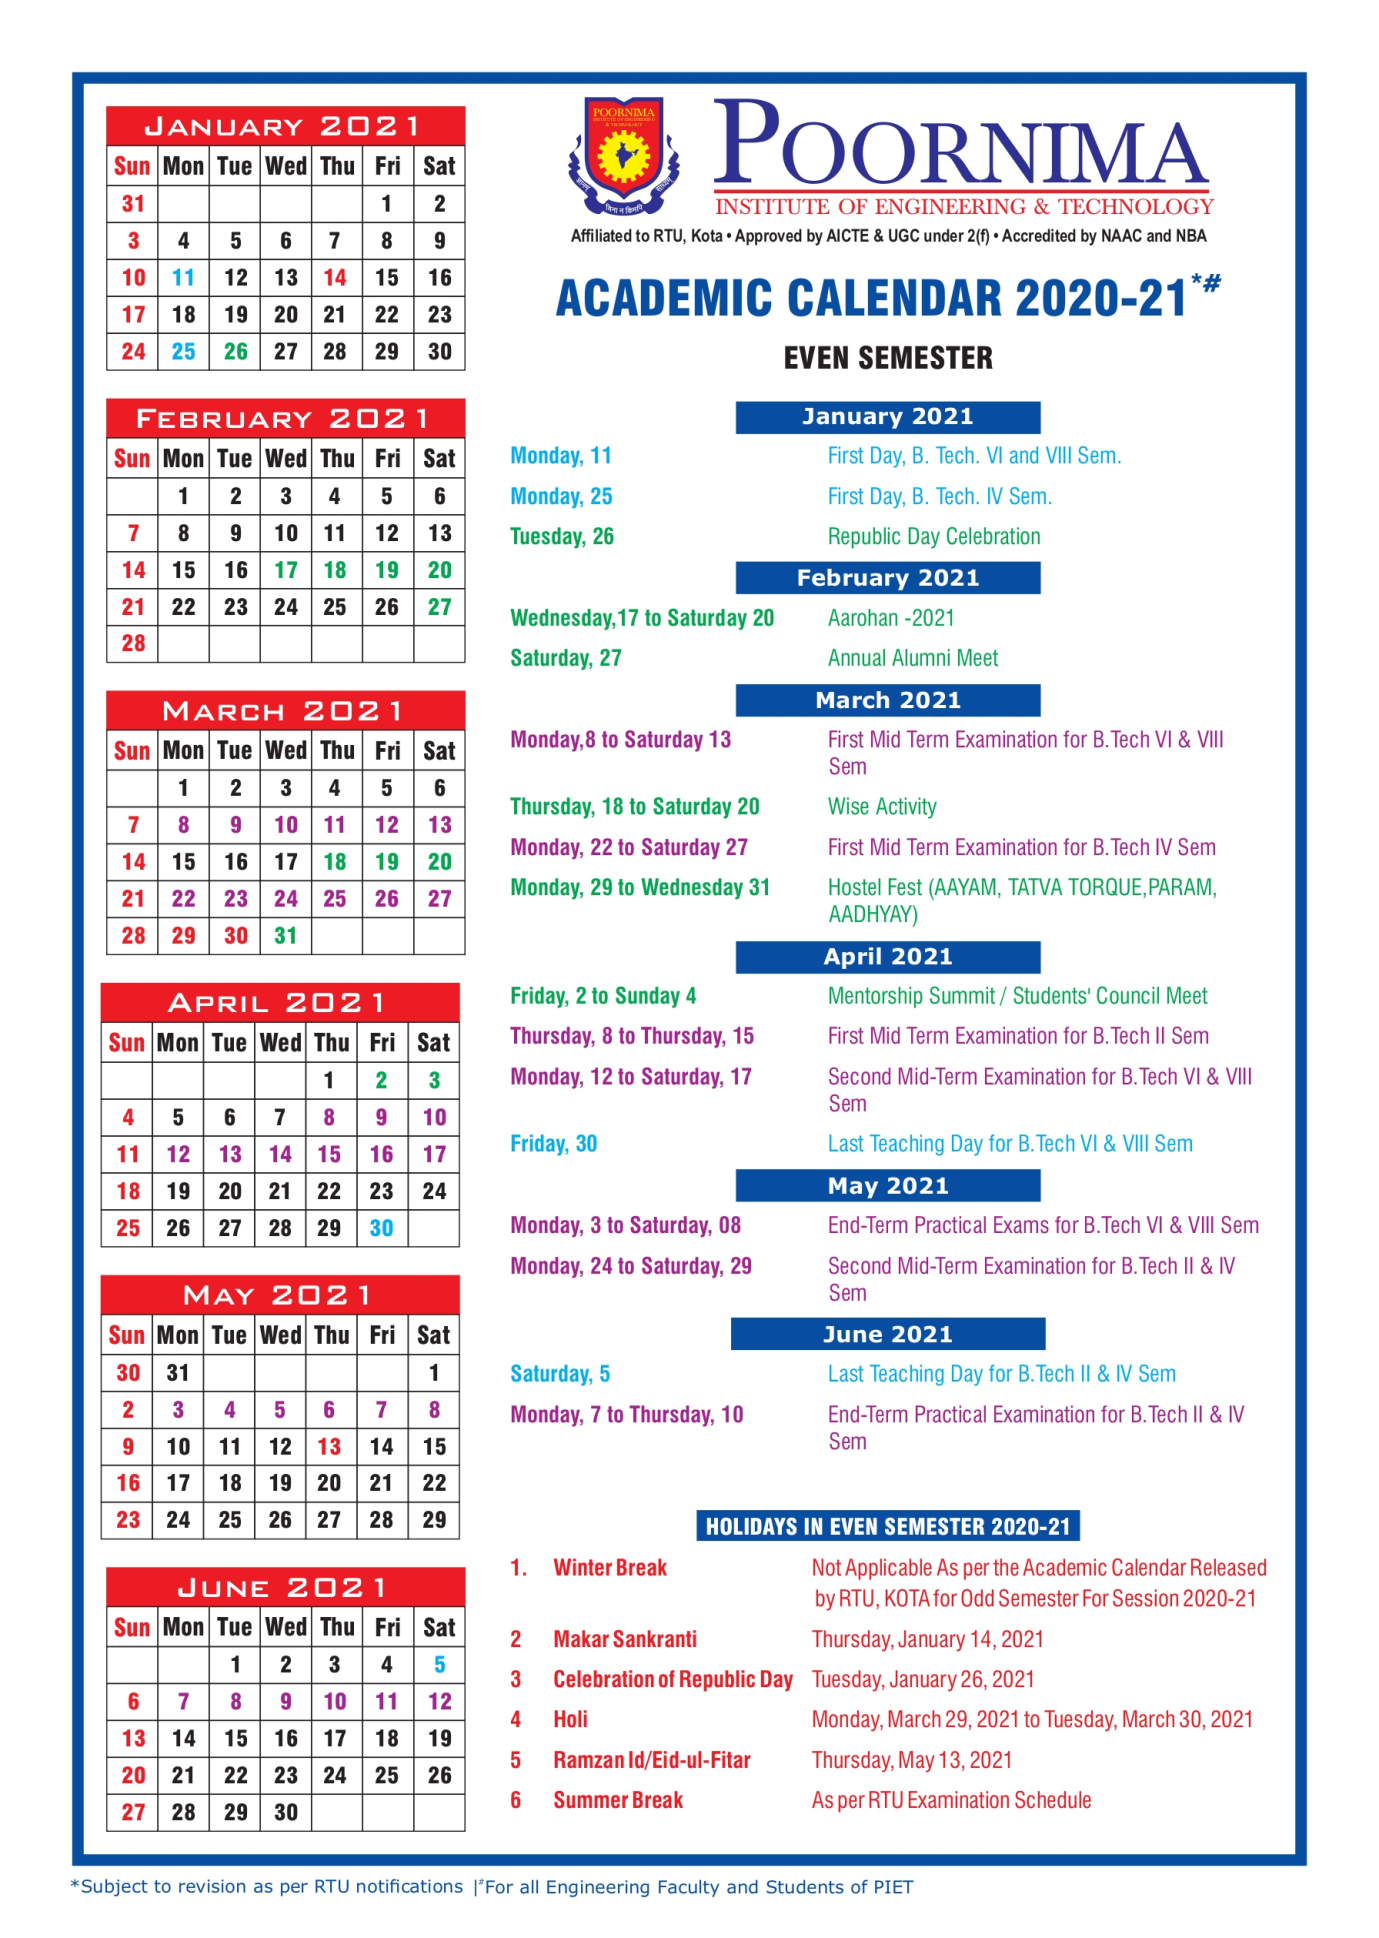 JANUARY 2021
Sun Mon Tue Wed Thu Fri Sat
31 1 2
3 4 5 6 7 8 9
10 11 12 13 14 15 16
17 18 19 20 21 22 23
24 25 26 27 28 29 30
FEBRUARY 2021
Sun Mon Tue Wed Thu Fri Sat
1 2 3 4 5 6
7 8 9 10 11 12 13
14 15 16 17 18 19 20
21 22 23 24 25 26 27
28
MARCH 2021
Sun Mon Tue Wed Thu Fri Sat
1 2 3 4 5 6
7 8 9 10 11 12 13
14 15 16 17 18 19 20
21 22 23 24 25 26 27
28 29 30 31
APRIL 2021
Sun Mon Tue Wed Thu Fri Sat
1 2 3
4 5 6 7 8 9 10
11 12 13 14 15 16 17
18 19 20 21 22 23 24
25 26 27 28 29 30
MAY 2021
Sun Mon Tue Wed Thu Fri Sat
30 31 1
2 3 4 5 6 7 8
9 10 11 12 13 14 15
16 17 18 19 20 21 22
23 24 25 26 27 28 29
JUNE 2021
Sun Mon Tue Wed Thu Fri Sat
1 2 3 4 5
6 7 8 9 10 11 12
13 14 15 16 17 18 19
20 21 22 23 24 25 26
27 28 29 30
POORNIMA
INSTITUTE OF ENGINEERING
& TECHNOLOGY
POORNIMA
INSTITUTE OF ENGINEERING & TECHNOLOGY
Affiliated to RTU, Kota • Approved by AICTE & UGC under 2(f) • Accredited by NAAC and NBA
ACADEMIC CALENDAR 2020-21*#
EVEN SEMESTER
January 2021
Monday, 11 First Day, B. Tech. VI and VIII Sem.
Monday, 25 First Day, B. Tech. IV Sem.
Tuesday, 26 Republic Day Celebration
February 2021
Wednesday,17 to Saturday 20 Aarohan -2021
Saturday, 27 Annual Alumni Meet
March 2021
Monday,8 to Saturday 13 First Mid Term Examination for B.Tech VI & VIII
Sem
Thursday, 18 to Saturday 20 Wise Activity
Monday, 22 to Saturday 27 First Mid Term Examination for B.Tech IV Sem
Monday, 29 to Wednesday 31 Hostel Fest (AAYAM, TATVA TORQUE,PARAM,
AADHYAY)
April 2021
Friday, 2 to Sunday 4 Mentorship Summit / Students' Council Meet
Thursday, 8 to Thursday, 15 First Mid Term Examination for B.Tech II Sem
Monday, 12 to Saturday, 17 Second Mid-Term Examination for B.Tech VI & VIII
Sem
Friday, 30 Last Teaching Day for B.Tech VI & VIII Sem
May 2021
Monday, 3 to Saturday, 08 End-Term Practical Exams for B.Tech VI & VIII Sem
Monday, 24 to Saturday, 29 Second Mid-Term Examination for B.Tech II & IV
Sem
June 2021
Saturday, 5 Last Teaching Day for B.Tech II & IV Sem
Monday, 7 to Thursday, 10 End-Term Practical Examination for B.Tech II & IV
Sem
HOLIDAYS IN EVEN SEMESTER 2020-21
1. Winter Break Not Applicable As per the Academic Calendar Released
by RTU, KOTA for Odd Semester For Session 2020-21
2 Makar Sankranti Thursday, January 14, 2021
3 Celebration of Republic Day Tuesday, January 26, 2021
4 Holi Monday, March 29, 2021 to Tuesday, March 30, 2021
5 Ramzan Id/Eid-ul-Fitar Thursday, May 13, 2021
6 Summer Break As per RTU Examination Schedule
*Subject to revision as per RTU notifications |#For all Engineering Faculty and Students of PIET